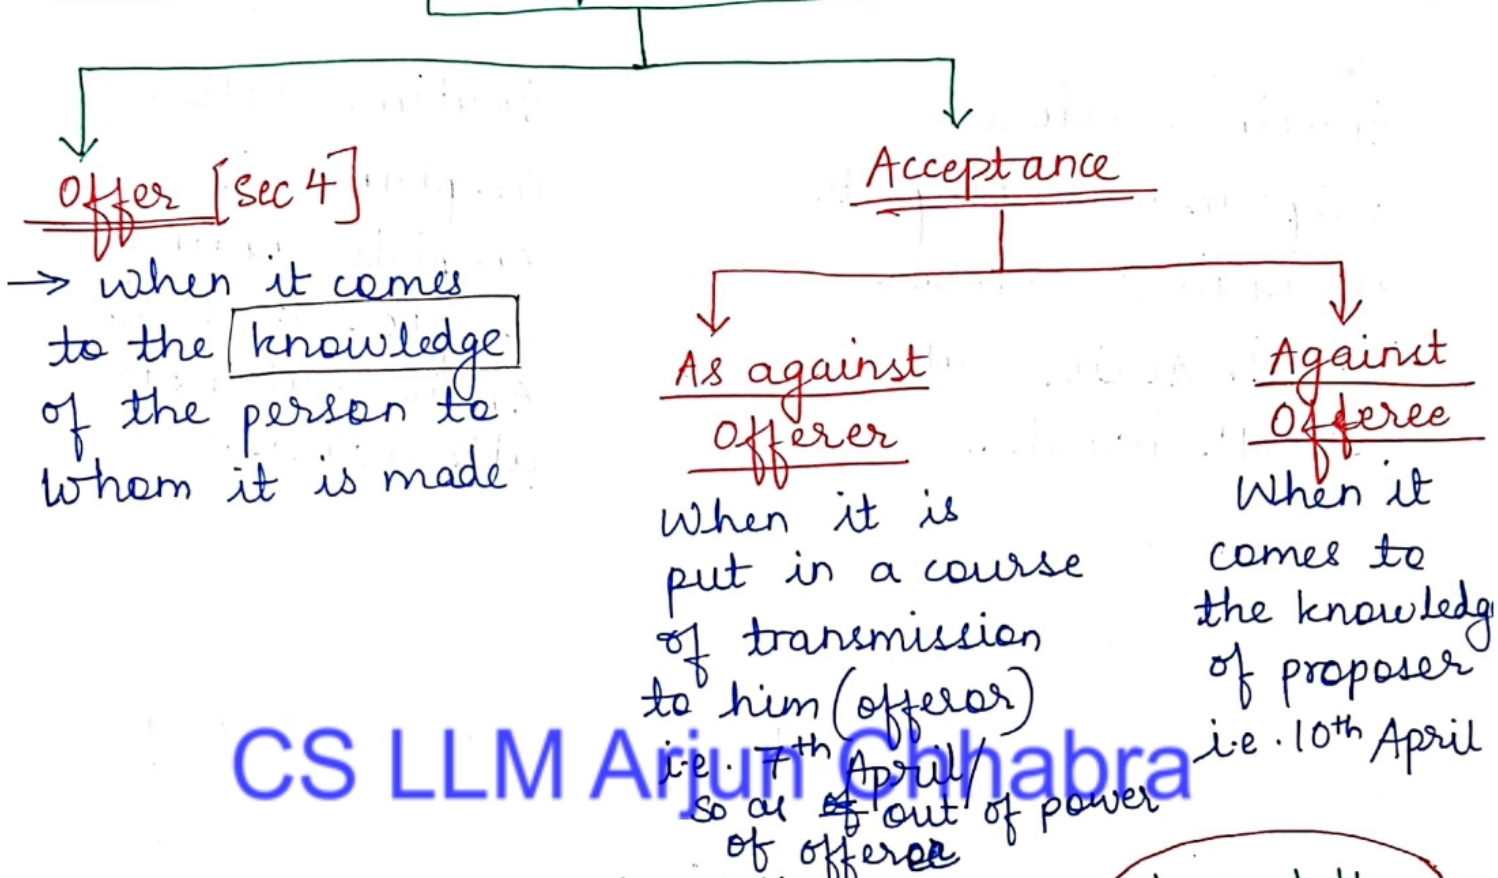 Offer [Sec 4]
→ When it comes
to the knowledge
of the person to
whom it is made
Acceptance
As against
Offerer
When it is
put in a course
of transmission
to him (offeror)
i.e. 7th April/
so as of out of power
of offeree
Against
Offeree
When it
comes to
the knowledg
of proposer
i.e. 10th April
CS LLM Arjun Chhabra